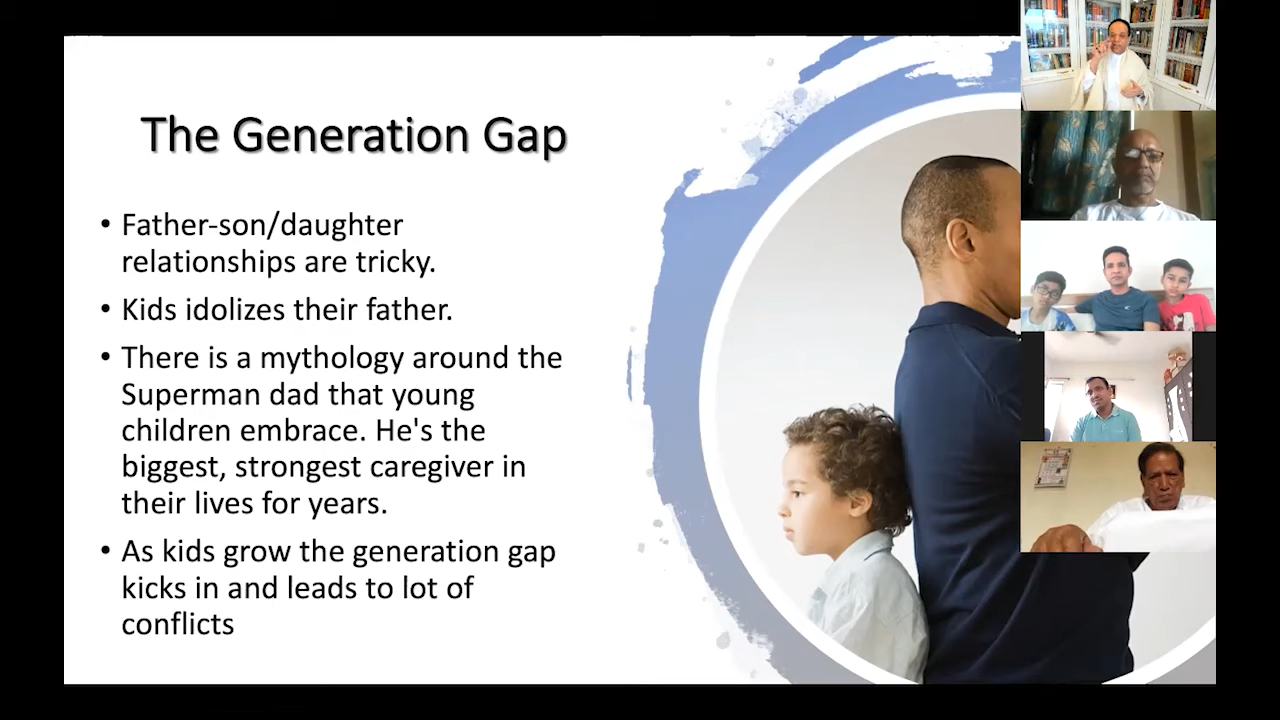 The Generation Gap
• Father-son/daughter
relationships are tricky.
• Kids idolizes their father.
• There is a mythology around the
Superman dad that young
children embrace. He's the
biggest, strongest caregiver in
their lives for years.
• As kids grow the generation gap
kicks in and leads to lot of
conflicts